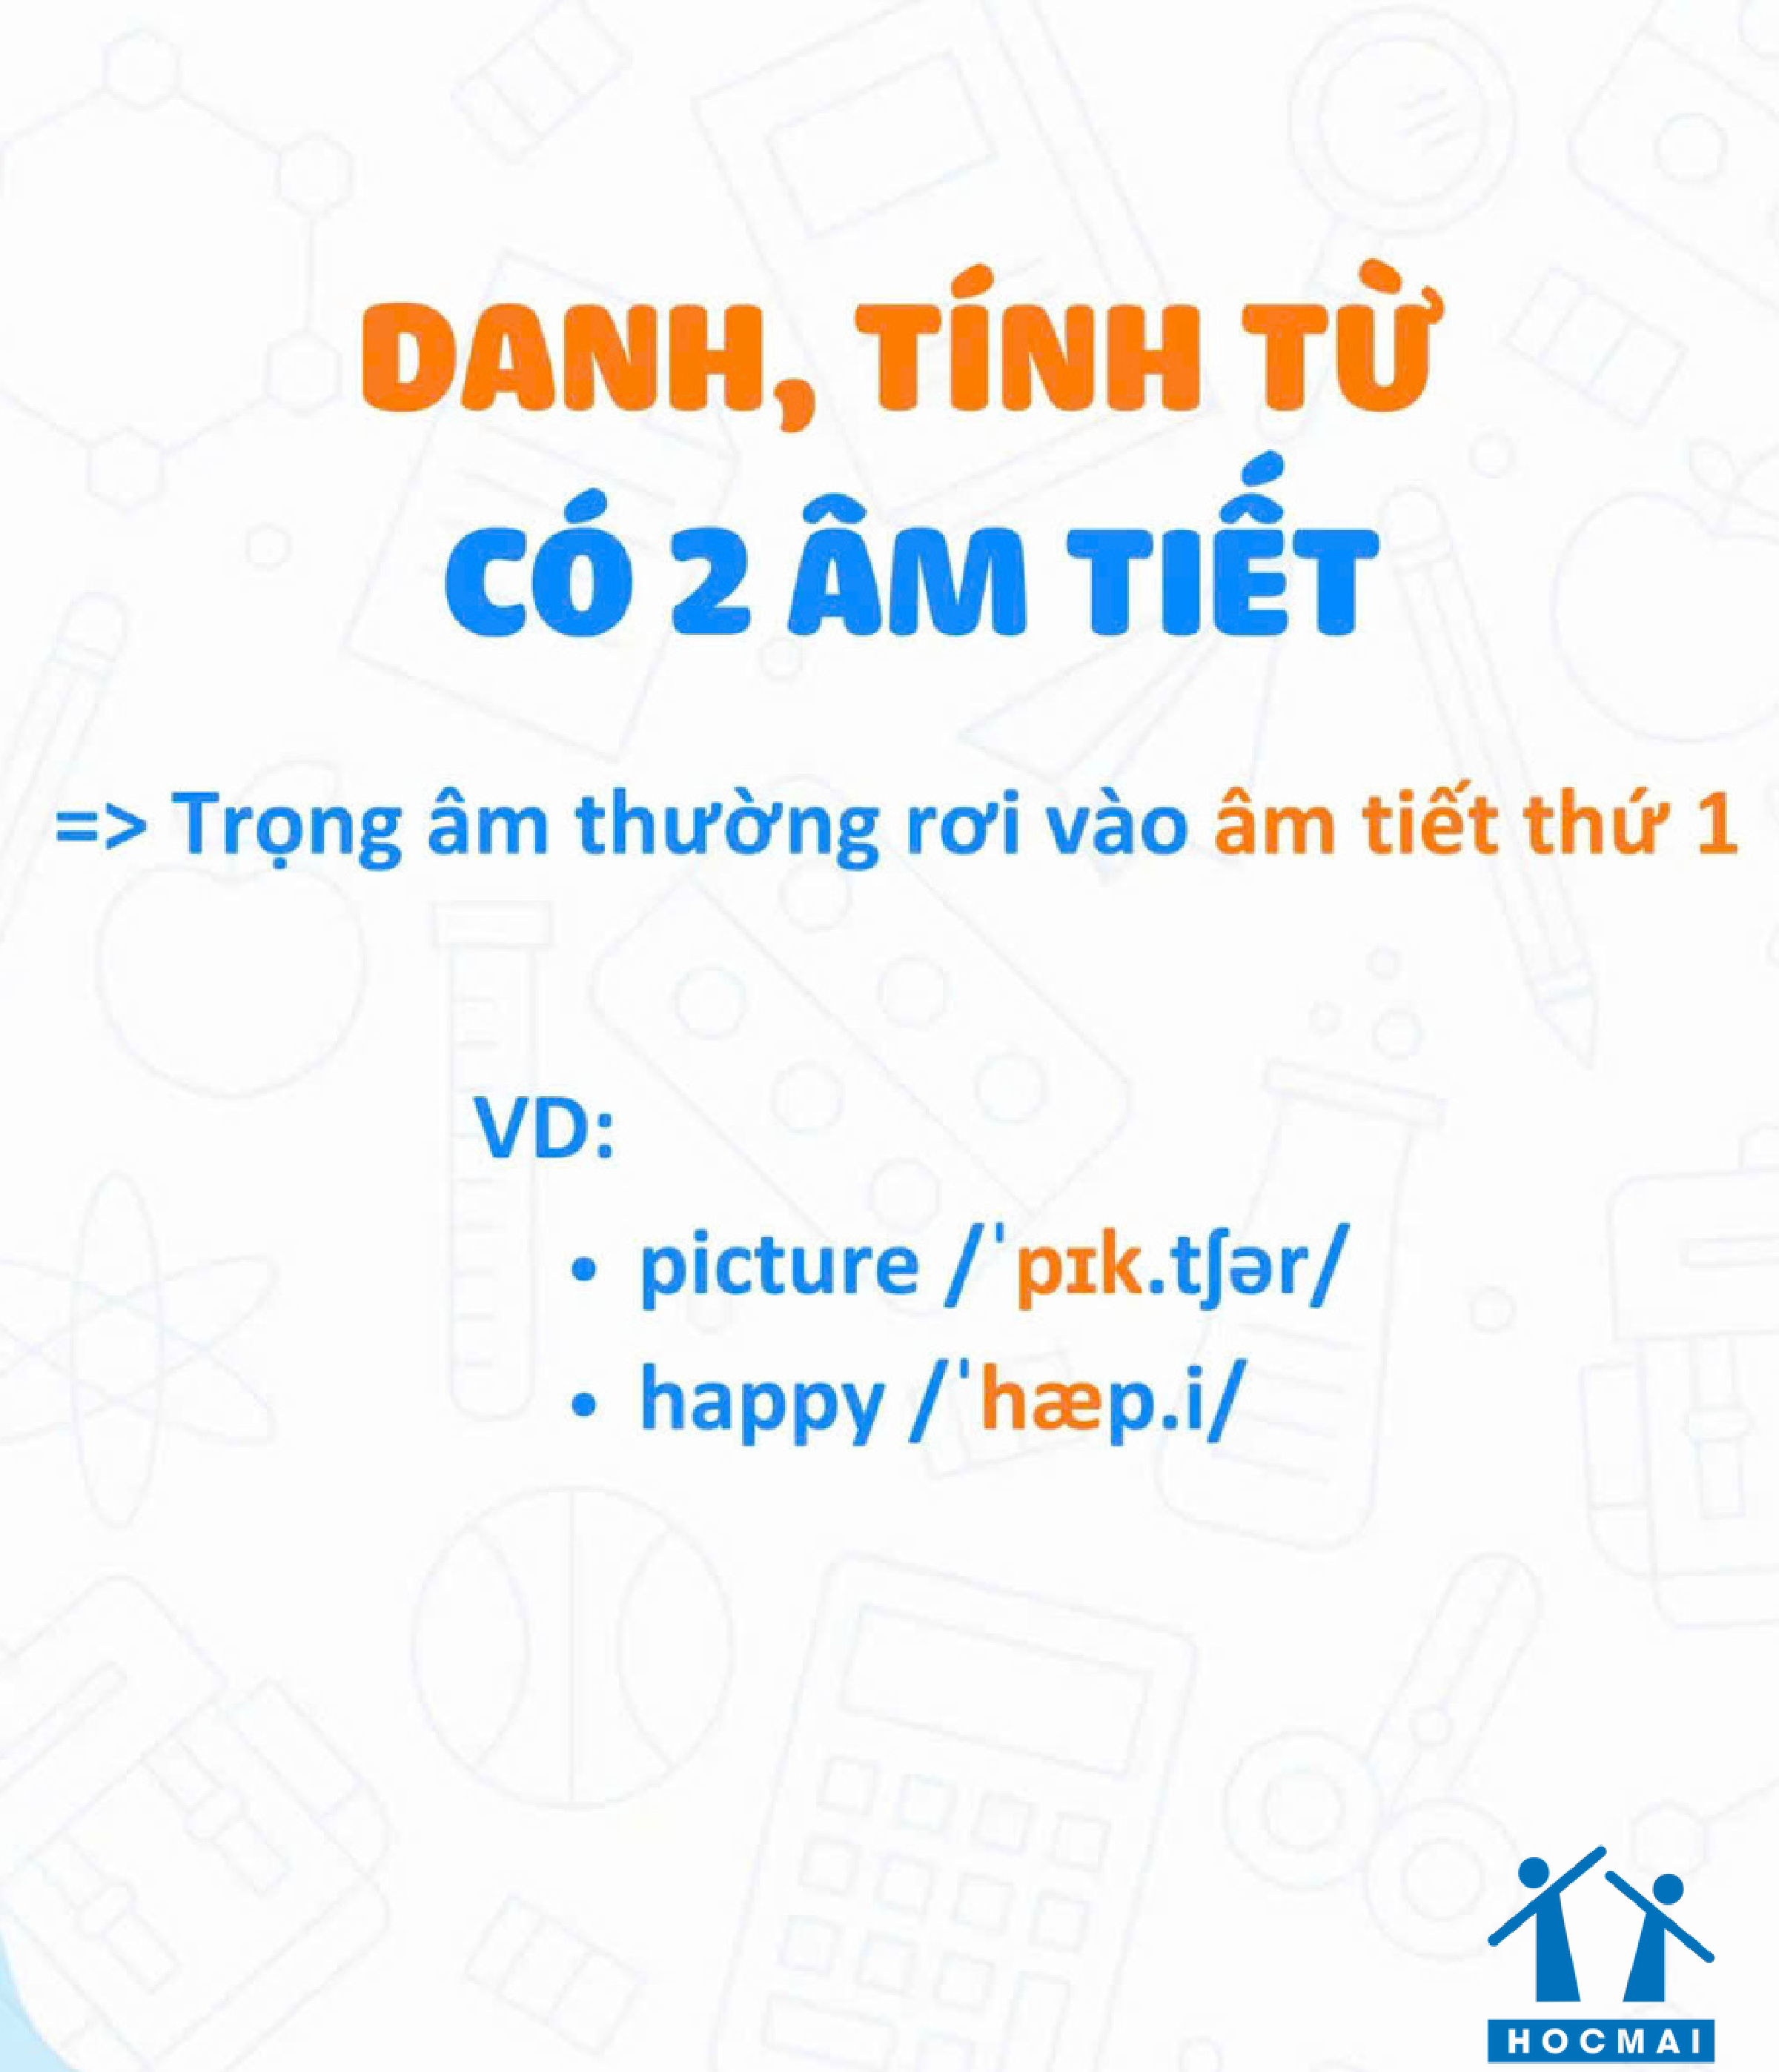 DANH, TÍNH TỪ
CÓ 2 ÂM TIẾT
=> Trọng âm thường rơi vào âm tiết thứ 1
VD:
• picture /ˈpɪk.tʃər/
• happy /ˈhæp.i/
HOCMAI